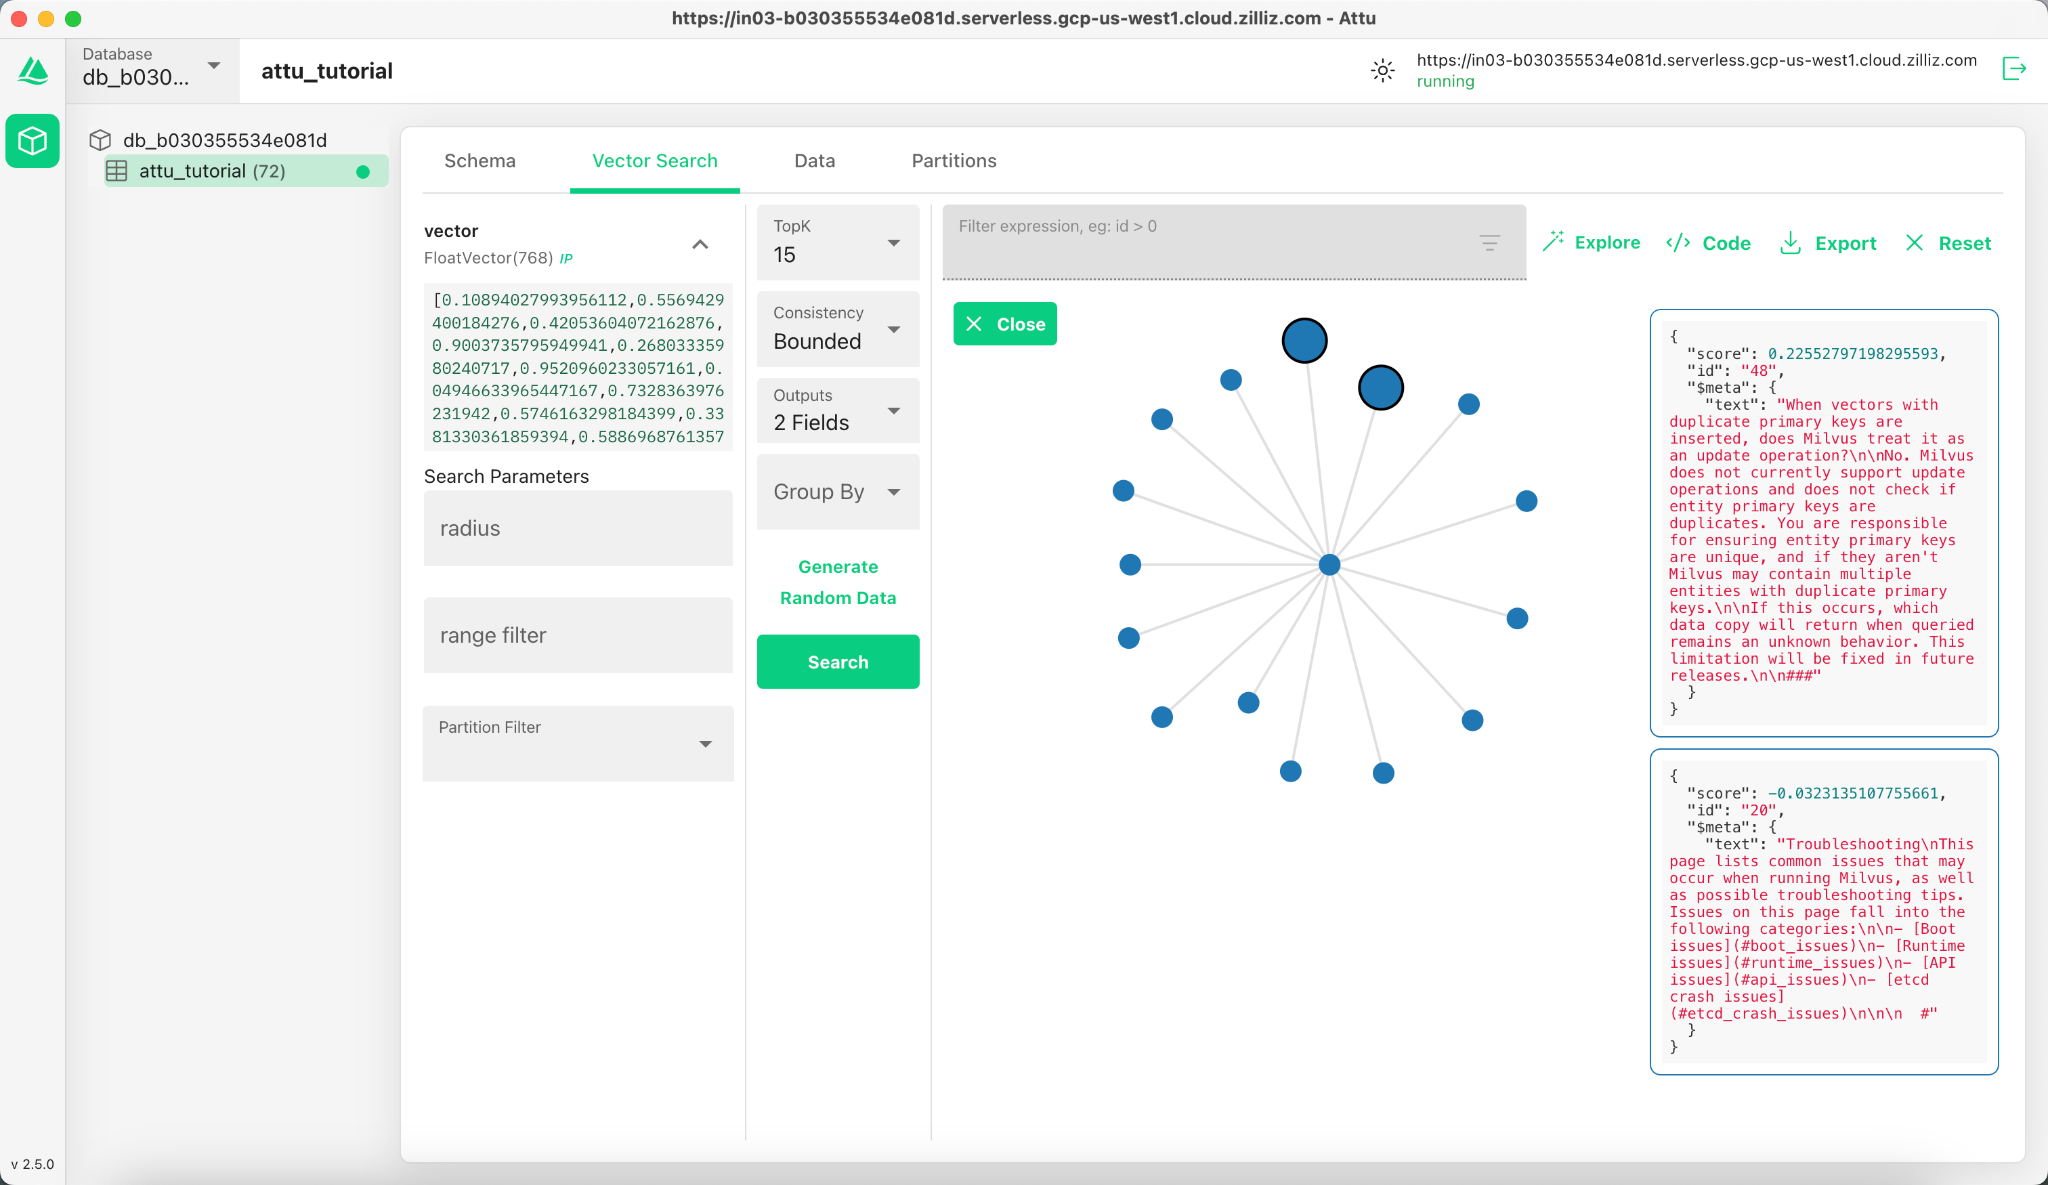 https://in03-b030355534e081d.serverless.gcp-us-west1.cloud.zilliz.com - Attu
Database
db_b030...
attu_tutorial
https://in03-b030355534e081d.serverless.gcp-us-west1.cloud.zilliz.com
running
db_b030355534e081d
attu_tutorial (72)
Schema
Vector Search
Data
Partitions
vector
FloatVector(768) IP
[0.10894027993956112,0.5569429
400184276,0.42053604072162876,
0.9003735795949941,0.268033359
80240717,0.9520960233057161,0.
04946633965447167,0.7328363976
231942,0.5746163298184399,0.33
81330361859394,0.5886968761357
Search Parameters
radius
range filter
Partition Filter
TopK
15
Consistency
Bounded
Outputs
2 Fields
Group By
Generate
Random Data
Search
Filter expression, eg: id > 0
Explore
</> Code
Export
Reset
Close
{
"score": 0.22552797198295593,
"id": "48",
"$meta": {
"text": "When vectors with
duplicate primary keys are
inserted, does Milvus treat it as
an update operation?\n\nNo. Milvus
does not currently support update
operations and does not check if
entity primary keys are
duplicates. You are responsible
for ensuring entity primary keys
are unique, and if they aren't
Milvus may contain multiple
entities with duplicate primary
keys.\n\nIf this occurs, which
data copy will return when queried
remains an unknown behavior. This
limitation will be fixed in future
releases.\n\n###"
}
}
{
"score": -0.0323135107755661,
"id": "20",
"$meta": {
"text": "Troubleshooting\nThis
page lists common issues that may
occur when running Milvus, as well
as possible troubleshooting tips.
Issues on this page fall into the
following categories:\n\n- [Boot
issues](#boot_issues)\n- [Runtime
issues](#runtime_issues)\n- [API
issues](#api_issues)\n- [etcd
crash issues]
(#etcd_crash_issues)\n\n\n  #"
}
}
v 2.5.0